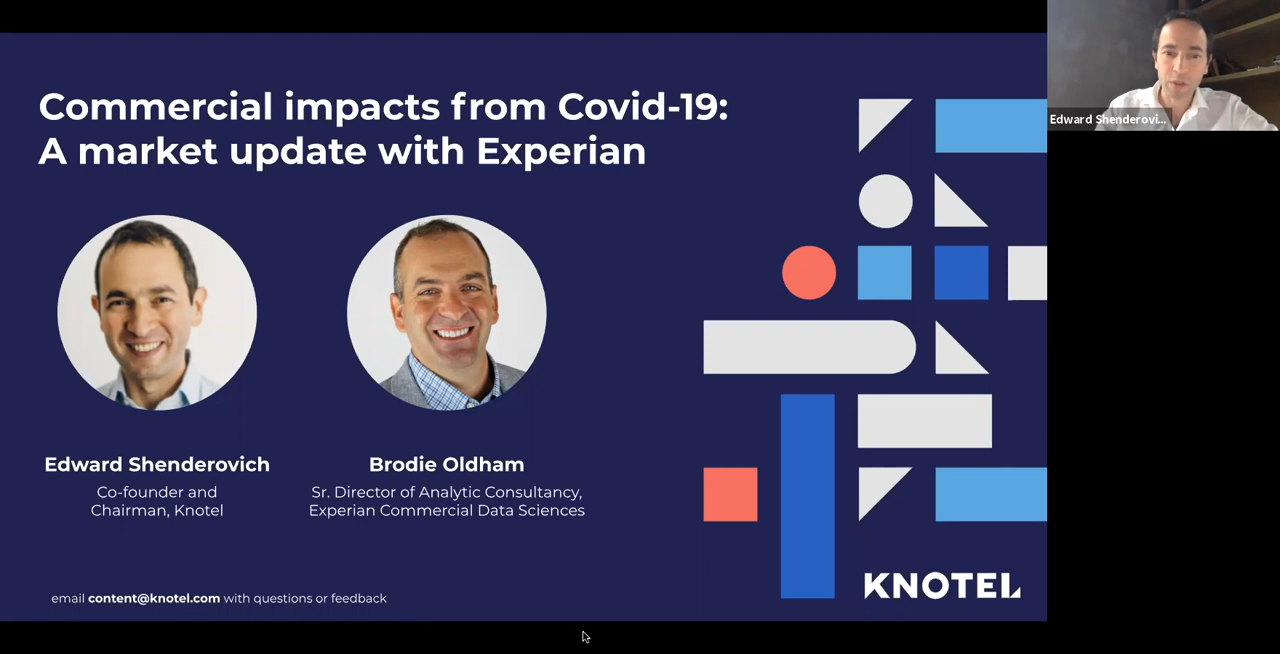 Commercial impacts from Covid-19:
A market update with Experian
Edward Shenderovi...
Edward Shenderovich
Co-founder and
Chairman, Knotel
Brodie Oldham
Sr. Director of Analytic Consultancy,
Experian Commercial Data Sciences
email content@knotel.com with questions or feedback
KNOTEL